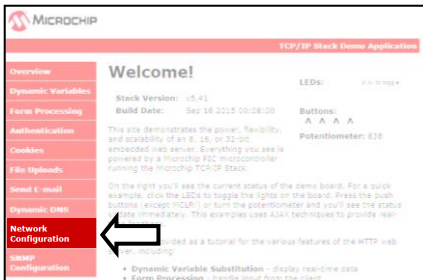 MICROCHIP
TCP/IP Stack Demo Application
Overview
Dynamic Variables
Form Processing
Authentication
Cookies
File Uploads
Send E-mail
Dynamic DNS
Network
Configuration
SNMP
Configuration
Welcome!
Stack Version: v5.41
Build Date: Sep 16 2015 09:26:00
LEDs:
Buttons:
Λ Λ Λ Λ
Potentiometer: 638
This site demonstrates the power, flexibility,
and scalability of an 8, 16, or 32-bit
embedded web server. Everything you see is
powered by a Microchip PIC microcontroller
running the Microchip TCP/IP Stack.
On the right you'll see the current status of the demo board. For a quick
example, click the LEDs to toggle the lights on the board. Press the push
buttons (except MCLR!) or turn the potentiometer and you'll see the status
update immediately. This examples uses AJAX techniques to provide real-
provided as a tutorial for the various features of the HTTP web
server, including:
• Dynamic Variable Substitution - display real-time data
• Form Processing - handle input from the client